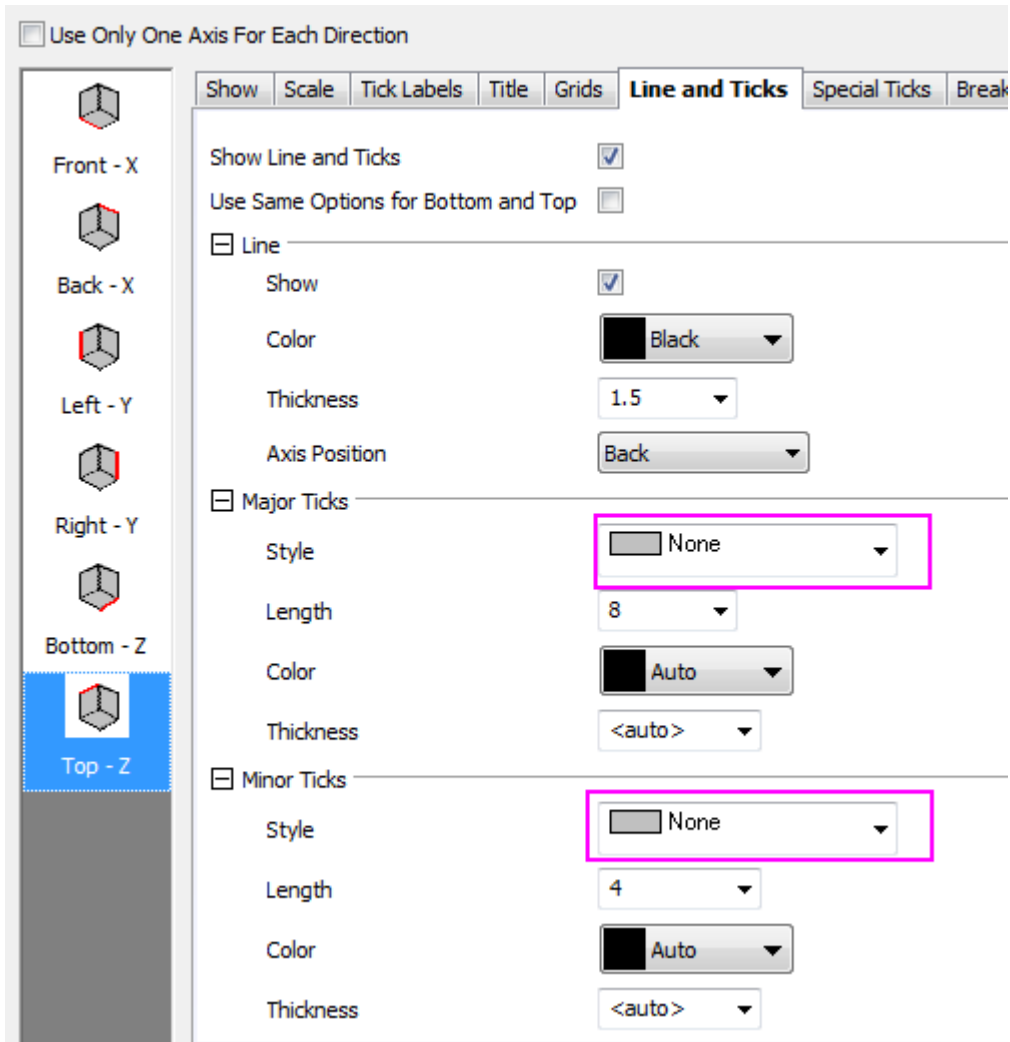 Use Only One Axis For Each Direction
Show Scale Tick Labels Title Grids Line and Ticks Special Ticks Break
Front - X
Back - X
Left - Y
Right - Y
Bottom - Z
Top - Z
Show Line and Ticks
Use Same Options for Bottom and Top
Line
Show
Color Black
Thickness 1.5
Axis Position Back
Major Ticks
Style None
Length 8
Color Auto
Thickness <auto>
Minor Ticks
Style None
Length 4
Color Auto
Thickness <auto>